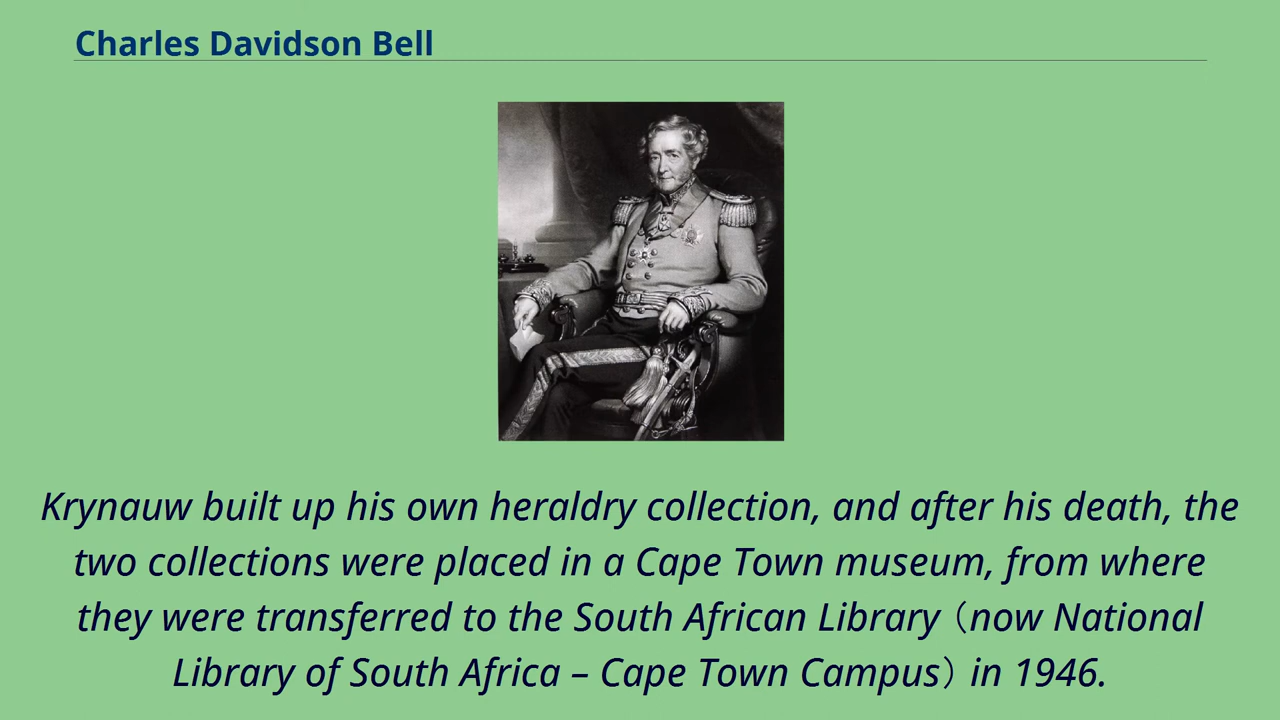 Charles Davidson Bell
Krynauw built up his own heraldry collection, and after his death, the
two collections were placed in a Cape Town museum, from where
they were transferred to the South African Library（now National
Library of South Africa – Cape Town Campus）in 1946.